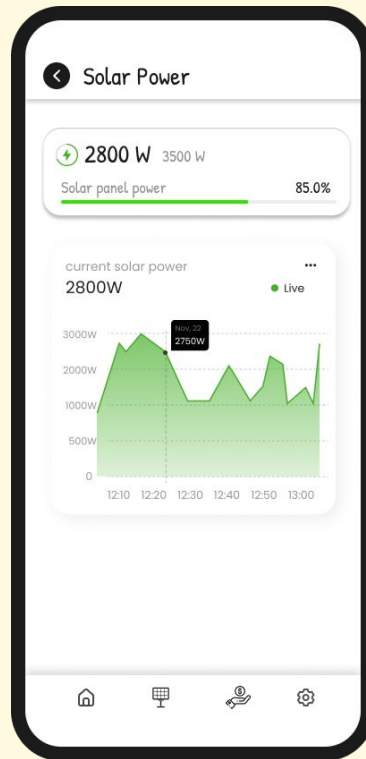 Solar Power
2800 W 3500 W
Solar panel power 85.0%
current solar power
2800W Live
Nov, 22
2750W
3000W
2000W
1000W
500W
0
12:10 12:20 12:30 12:40 12:50 13:00